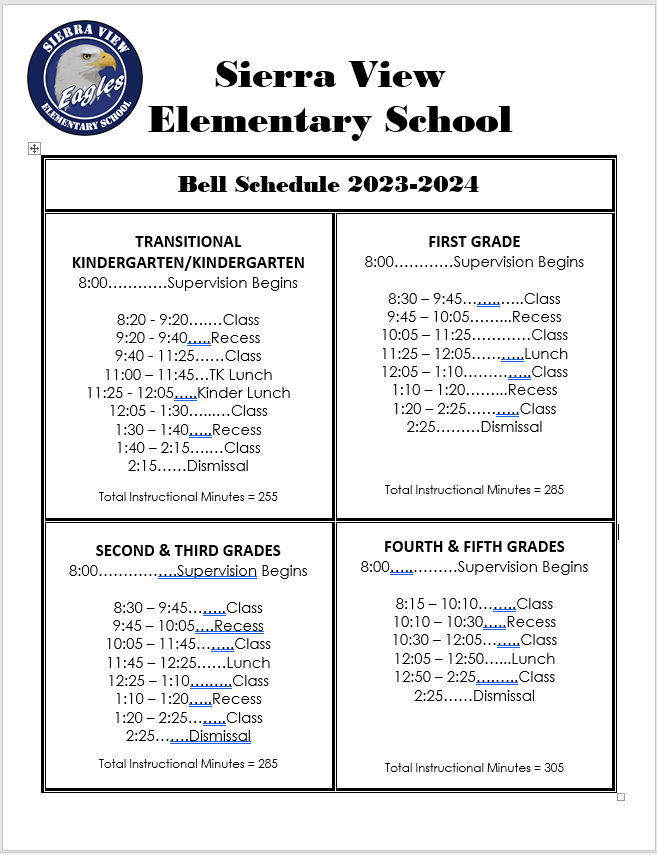 SIERRA VIEW
Eagles
ELEMENTARY SCHOOL
Sierra View
Elementary School
Bell Schedule 2023-2024
TRANSITIONAL
KINDERGARTEN/KINDERGARTEN
8:00…………Supervision Begins
8:20 - 9:20…….Class
9:20 - 9:40…..Recess
9:40 - 11:25……Class
11:00 – 11:45…TK Lunch
11:25 - 12:05…..Kinder Lunch
12:05 - 1:30…..…Class
1:30 – 1:40…..Recess
1:40 – 2:15…….Class
2:15……Dismissal
Total Instructional Minutes = 255
FIRST GRADE
8:00…………Supervision Begins
8:30 – 9:45……..…..Class
9:45 – 10:05……...Recess
10:05 – 11:25…………Class
11:25 – 12:05………..Lunch
12:05 – 1:10…………..Class
1:10 – 1:20……...Recess
1:20 – 2:25………..Class
2:25………Dismissal
Total Instructional Minutes = 285
SECOND & THIRD GRADES
8:00…………….Supervision Begins
8:30 – 9:45……..Class
9:45 – 10:05….Recess
10:05 – 11:45……..Class
11:45 – 12:25……Lunch
12:25 – 1:10………Class
1:10 – 1:20…..Recess
1:20 – 2:25……..Class
2:25…….Dismissal
Total Instructional Minutes = 285
FOURTH & FIFTH GRADES
8:00…..………Supervision Begins
8:15 – 10:10……..Class
10:10 – 10:30…..Recess
10:30 – 12:05……..Class
12:05 – 12:50…...Lunch
12:50 – 2:25………Class
2:25……Dismissal
Total Instructional Minutes = 305